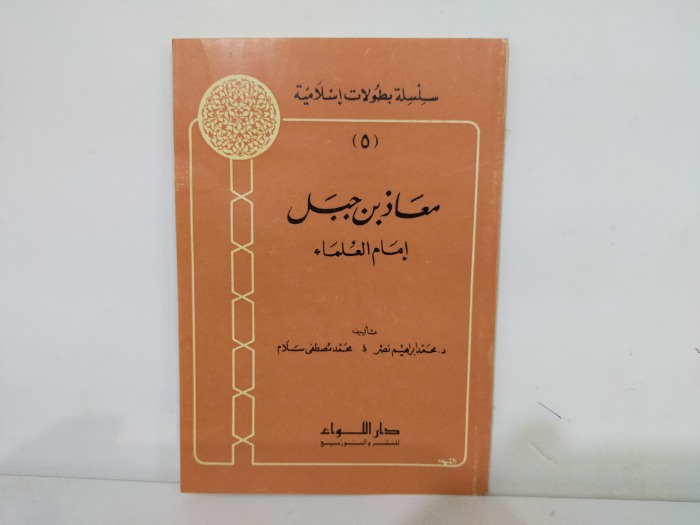 سلسلة بطولات إسلامية
(٥)
معاذ بن جبل
إمام العلماء
تأليف
د. محمد إبراهيم نصر & محمد مصطفى سلام
دار اللواء
للنشر والتوزيع